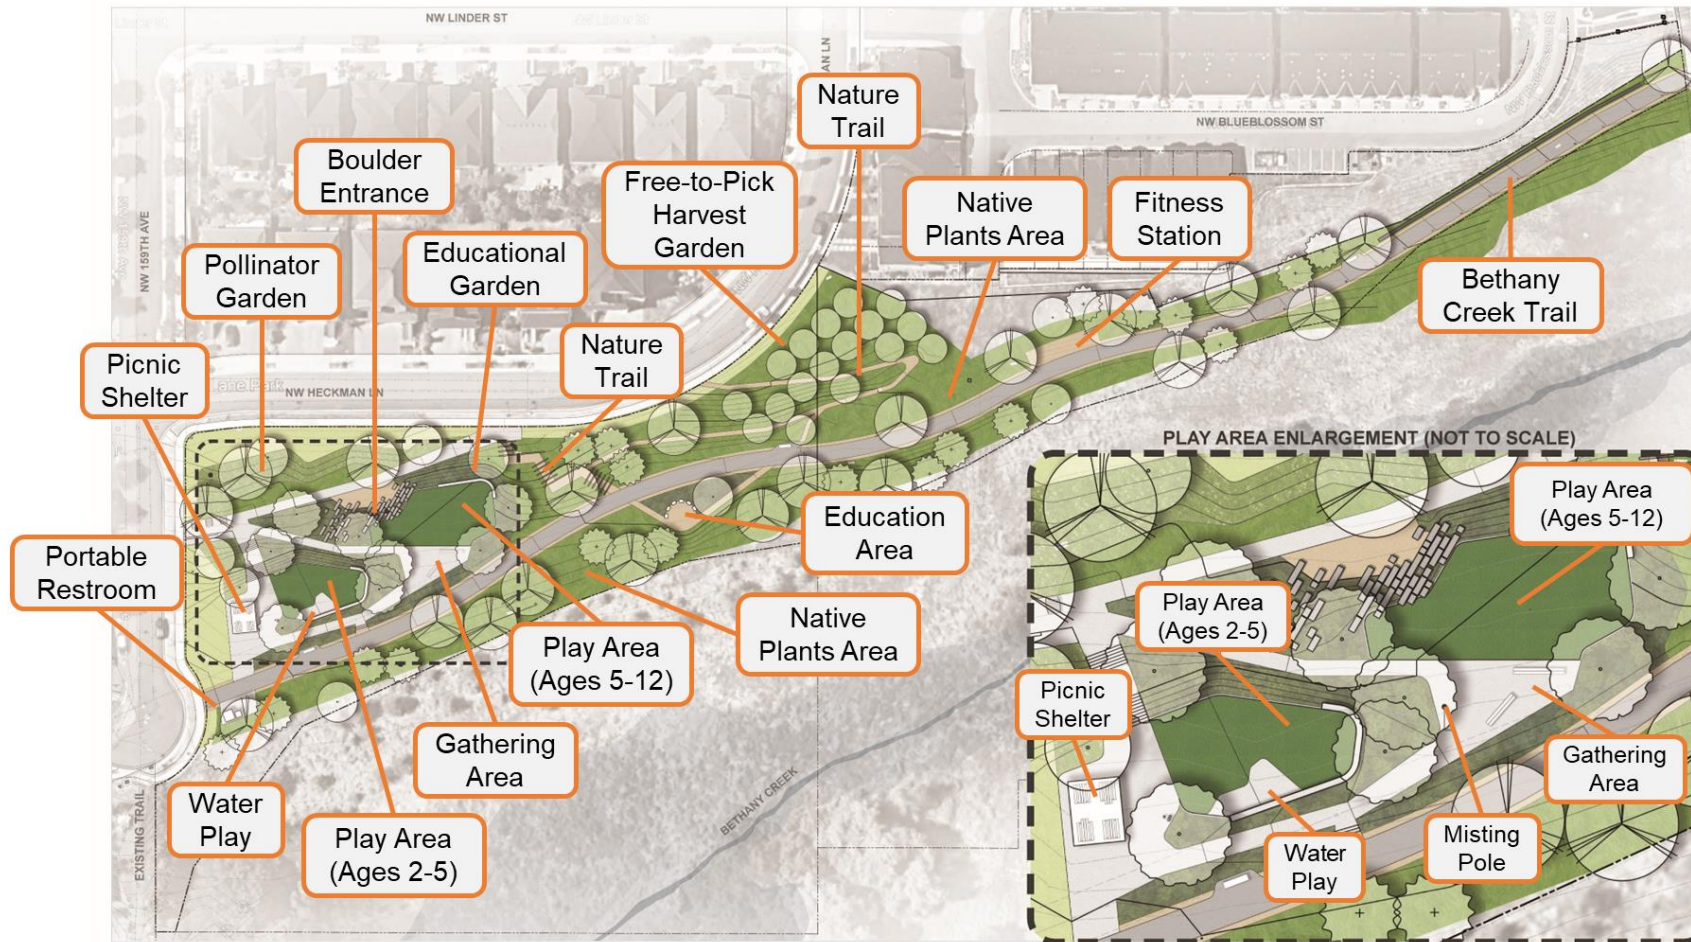 NW LINDER ST
NW BLUEBLOSSOM ST
NW 159TH AVE
NW HECKMAN LN
Nature
Trail
Boulder
Entrance
Free-to-Pick
Harvest
Garden
Native
Plants Area
Fitness
Station
Pollinator
Garden
Educational
Garden
Bethany
Creek Trail
Picnic
Shelter
Nature
Trail
Portable
Restroom
Education
Area
Native
Plants Area
Play Area
(Ages 5-12)
Gathering
Area
Water
Play
Play Area
(Ages 2-5)
EXISTING TRAIL
BETHANY CREEK
PLAY AREA ENLARGEMENT (NOT TO SCALE)
Play Area
(Ages 5-12)
Play Area
(Ages 2-5)
Picnic
Shelter
Gathering
Area
Misting
Pole
Water
Play